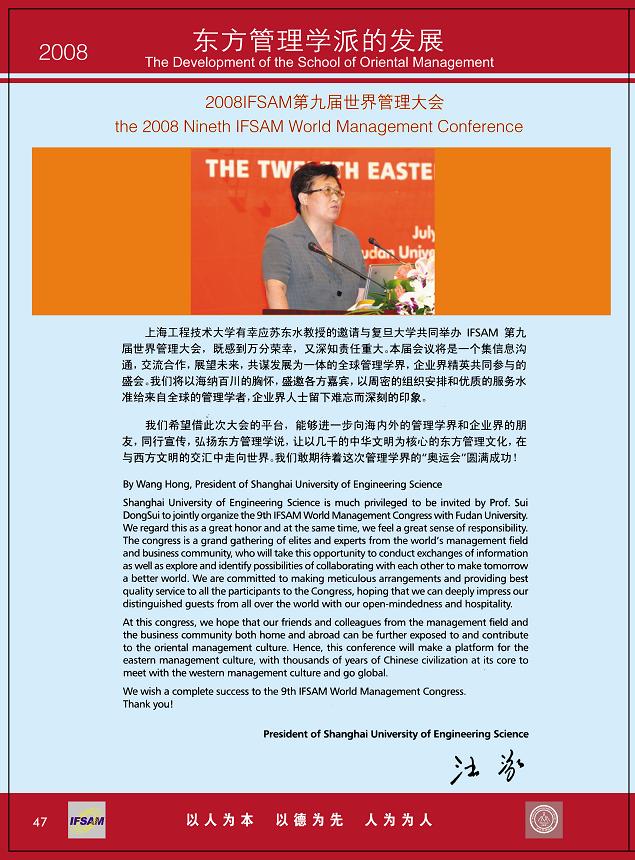 2008
东方管理学派的发展
The Development of the School of Oriental Management
2008IFSAM第九届世界管理大会
the 2008 Nineth IFSAM World Management Conference
THE TWELFTH EASTE
July
udan Unive
上海工程技术大学有幸应苏东水教授的邀请与复旦大学共同举办 IFSAM 第九
届世界管理大会，既感到万分荣幸，又深知责任重大。本届会议将是一个集信息沟
通，交流合作，展望未来，共谋发展为一体的全球管理学界，企业界精英共同参与的
盛会。我们将以海纳百川的胸怀，盛邀各方嘉宾，以周密的组织安排和优质的服务水
准给来自全球的管理学者，企业界人士留下难忘而深刻的印象。
我们希望借此次大会的平台，能够进一步向海内外的管理学界和企业界的朋
友，同行宣传，弘扬东方管理学说，让以几千的中华文明为核心的东方管理文化，在
与西方文明的交汇中走向世界。我们敢期待着这次管理学界的“奥运会”圆满成功！
By Wang Hong, President of Shanghai University of Engineering Science
Shanghai University of Engineering Science is much privileged to be invited by Prof. Sui
DongSui to jointly organize the 9th IFSAM World Management Congress with Fudan University.
We regard this as a great honor and at the same time, we feel a great sense of responsibility.
The congress is a grand gathering of elites and experts from the world’s management field
and business community, who will take this opportunity to conduct exchanges of information
as well as explore and identify possibilities of collaborating with each other to make tomorrow
a better world. We are committed to making meticulous arrangements and providing best
quality service to all the participants to the Congress, hoping that we can deeply impress our
distinguished guests from all over the world with our open-mindedness and hospitality.
At this congress, we hope that our friends and colleagues from the management field and
the business community both home and abroad can be further exposed to and contribute
to the oriental management culture. Hence, this conference will make a platform for the
eastern management culture, with thousands of years of Chinese civilization at its core to
meet with the western management culture and go global.
We wish a complete success to the 9th IFSAM World Management Congress.
Thank you!
President of Shanghai University of Engineering Science
47
IFSAM
以人为本 以德为先 人为为人